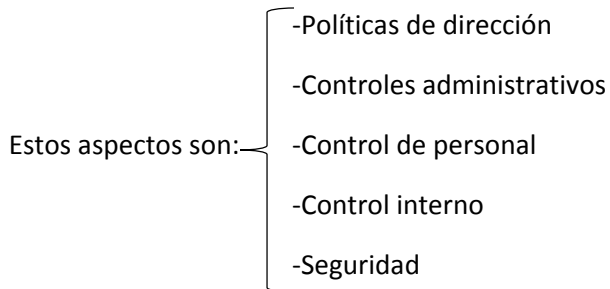 -Políticas de dirección
-Controles administrativos
Estos aspectos son: -Control de personal
-Control interno
-Seguridad